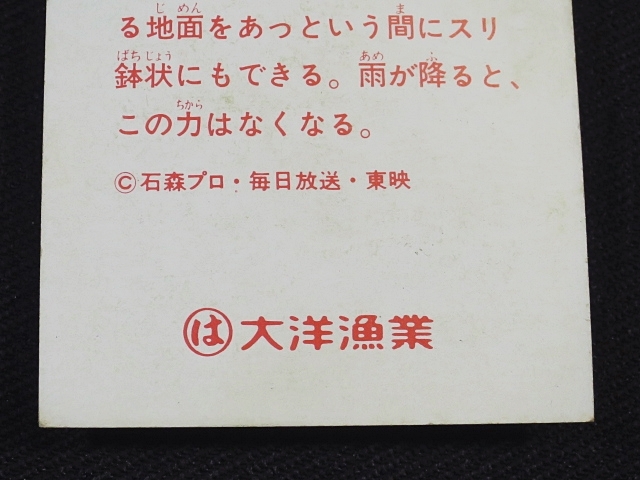 る地面をあっという間にスリ
鉢状にもできる。雨が降ると、
この力はなくなる。
©石森プロ・毎日放送・東映
は大洋漁業